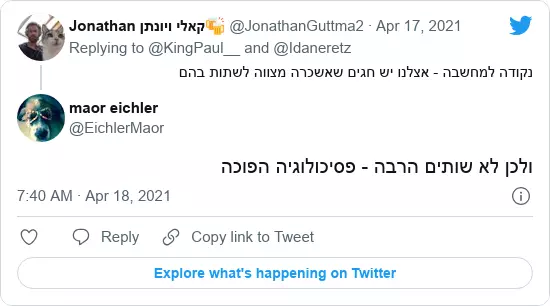 Jonathan קאלי ויונתן🍻 @JonathanGuttma2 · Apr 17, 2021
Replying to @KingPaul__ and @Idaneretz
נקודה למחשבה - אצלנו יש חגים שאשכרה מצווה לשתות בהם
maor eichler
@EichlerMaor
ולכן לא שותים הרבה - פסיכולוגיה הפוכה
7:40 AM · Apr 18, 2021
Reply
Copy link to Tweet
Explore what's happening on Twitter